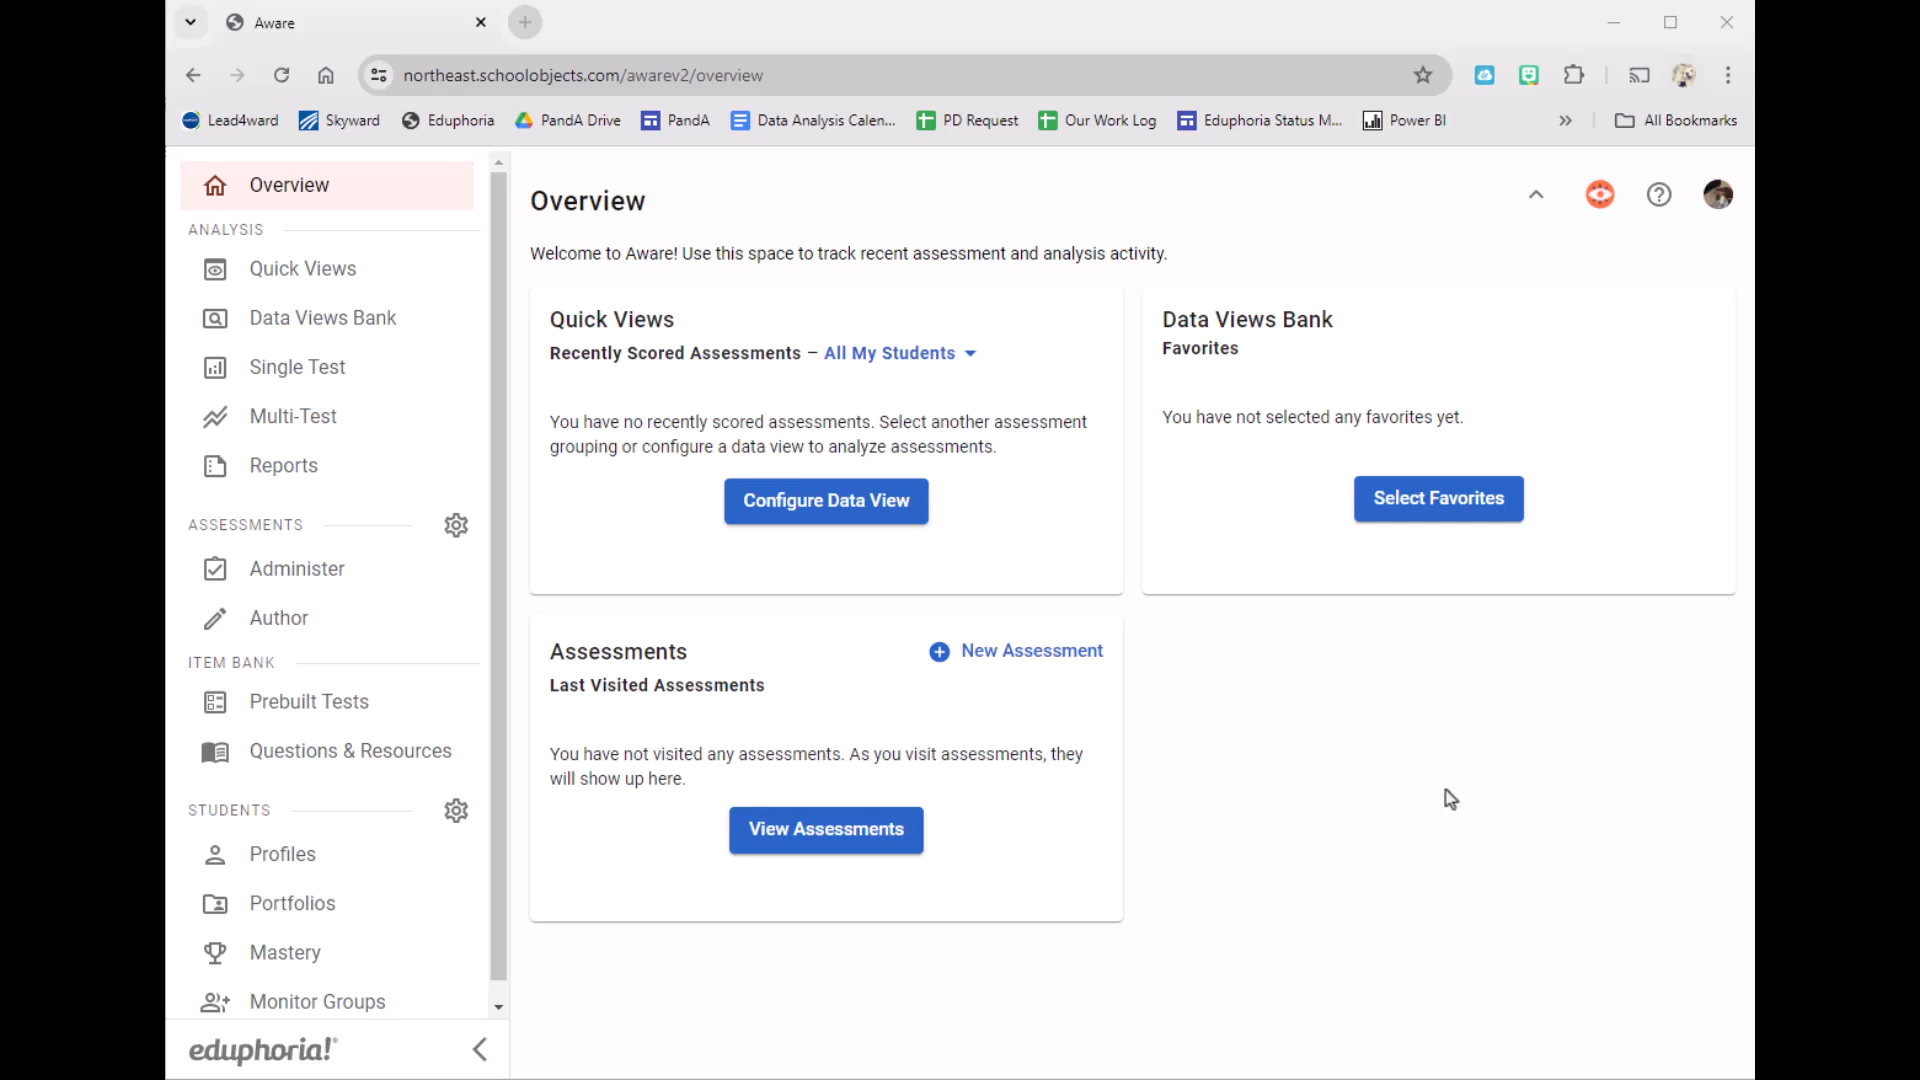 Aware
northeast.schoolobjects.com/awarev2/overview
Lead4ward Skyward Eduphoria PandA Drive PandA Data Analysis Calen... PD Request Our Work Log Eduphoria Status M... Power BI » All Bookmarks
Overview
ANALYSIS
Quick Views
Data Views Bank
Single Test
Multi-Test
Reports
ASSESSMENTS
Administer
Author
ITEM BANK
Prebuilt Tests
Questions & Resources
STUDENTS
Profiles
Portfolios
Mastery
Monitor Groups
eduphoria!
Overview
Welcome to Aware! Use this space to track recent assessment and analysis activity.
Quick Views
Recently Scored Assessments – All My Students
You have no recently scored assessments. Select another assessment
grouping or configure a data view to analyze assessments.
Configure Data View
Data Views Bank
Favorites
You have not selected any favorites yet.
Select Favorites
Assessments
New Assessment
Last Visited Assessments
You have not visited any assessments. As you visit assessments, they
will show up here.
View Assessments